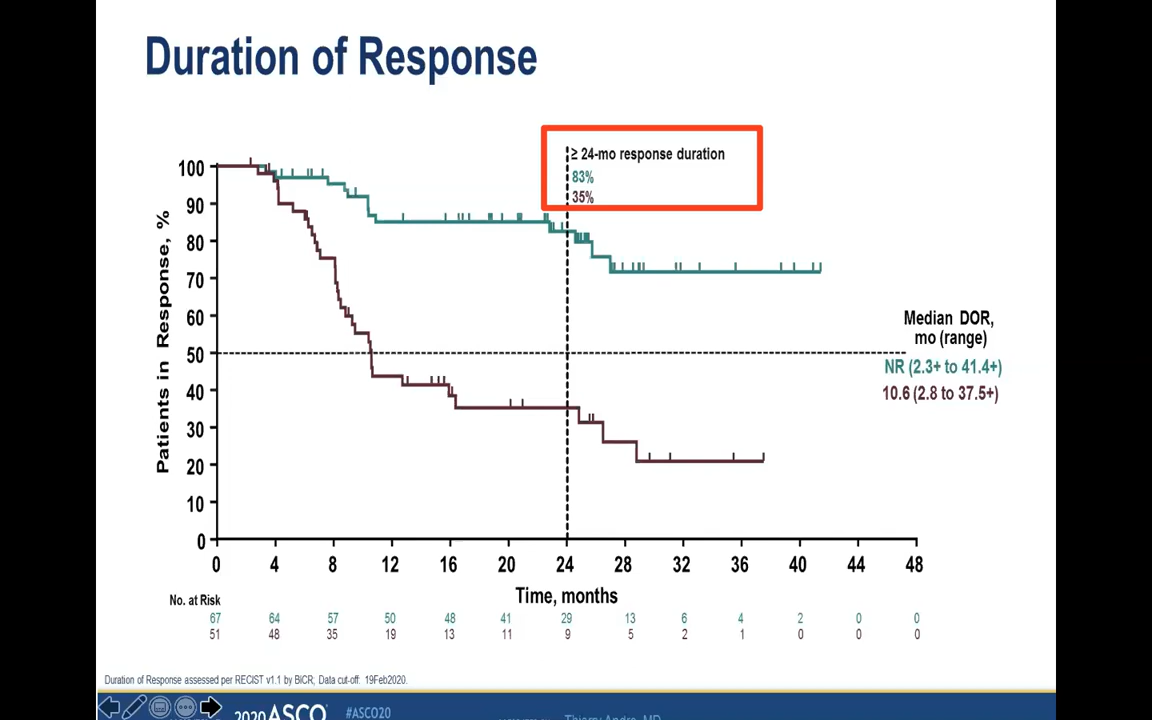 Duration of Response
≥ 24-mo response duration
83%
35%
100
90
80
70
60
50
40
30
20
10
0
Patients in Response, %
Median DOR,
mo (range)
NR (2.3+ to 41.4+)
10.6 (2.8 to 37.5+)
0 4 8 12 16 20 24 28 32 36 40 44 48
Time, months
No. at Risk
67 64 57 50 48 41 29 13 6 4 2 0 0
51 48 35 19 13 11 9 5 2 1 0 0 0
Duration of Response assessed per RECIST v1.1 by BICR; Data cut-off: 19Feb2020.
2020 ASCO
#ASCO20
Thierry Andre, MD